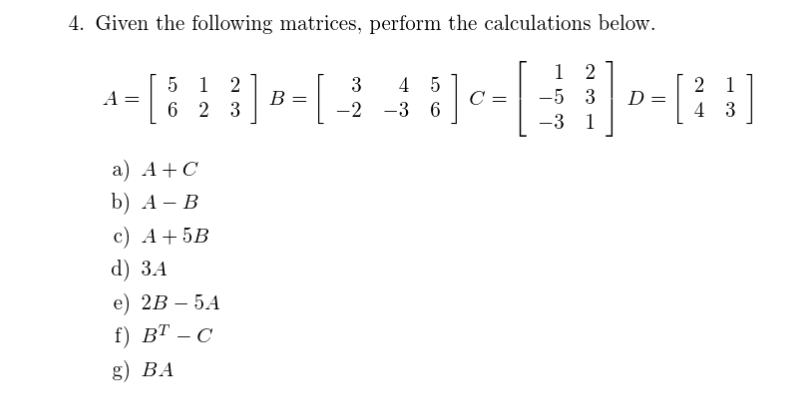 4. Given the following matrices, perform the calculations below.
A = [ 5 1 2 ; 6 2 3 ] B = [ 3 4 5 ; −2 −3 6 ] C = [ 1 2 ; −5 3 ; −3 1 ] D = [ 2 1 ; 4 3 ]
a) A + C
b) A − B
c) A + 5B
d) 3A
e) 2B − 5A
f) Bᵀ − C
g) BA